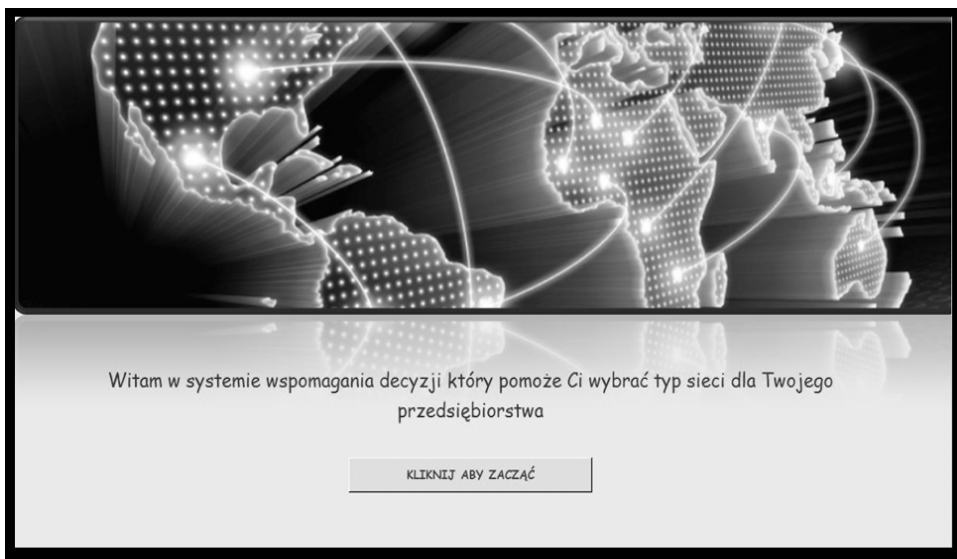 Witam w systemie wspomagania decyzji który pomoże Ci wybrać typ sieci dla Twojego
przedsiębiorstwa
KLIKNIJ ABY ZACZĄĆ